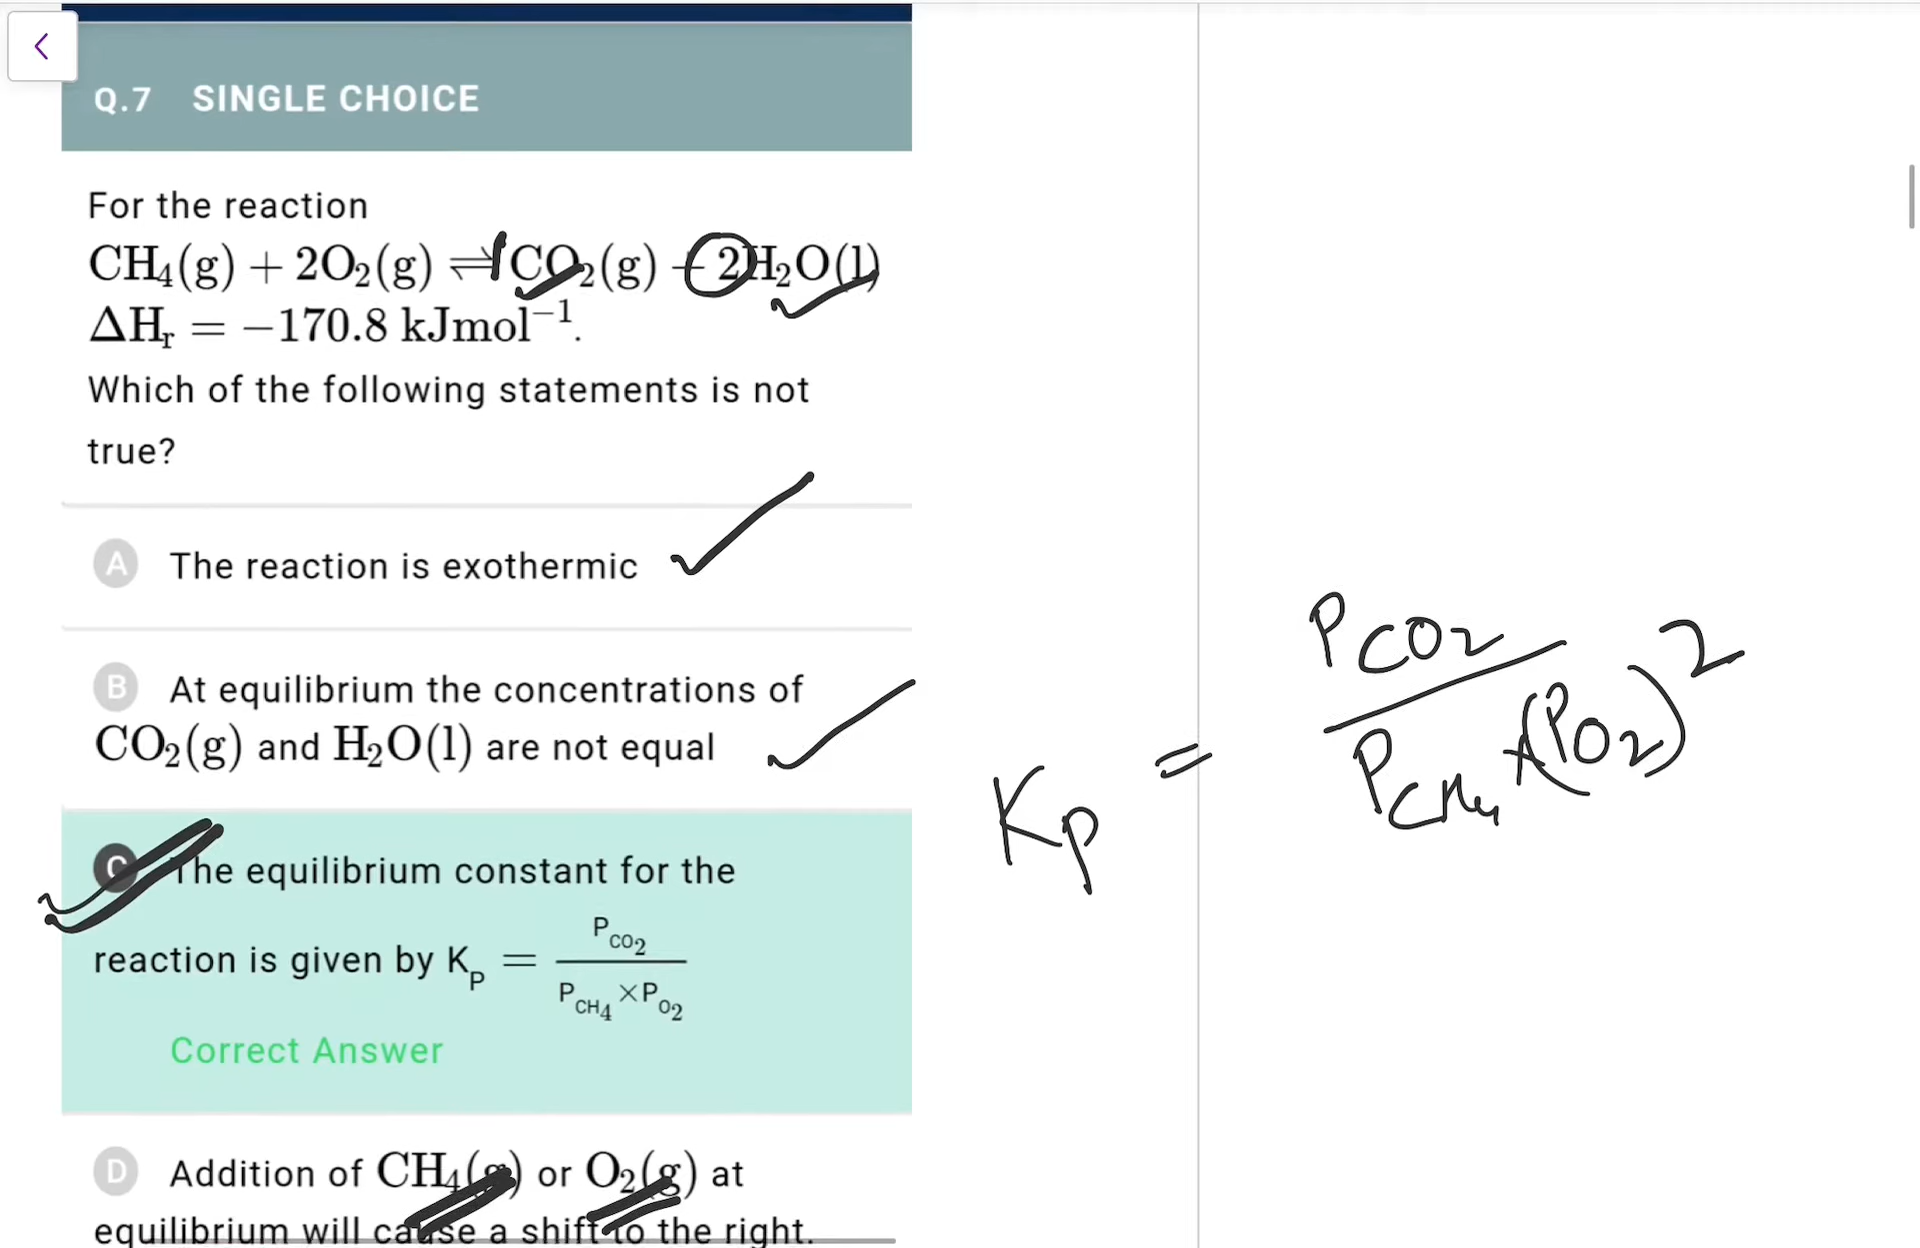 Q.7 SINGLE CHOICE
For the reaction
CH₄(g) + 2O₂(g) ⇌ CO₂(g) + 2H₂O(l)
ΔHᵣ = −170.8 kJmol⁻¹.
Which of the following statements is not
true?
A The reaction is exothermic
B At equilibrium the concentrations of
CO₂(g) and H₂O(l) are not equal
C The equilibrium constant for the
reaction is given by K_P = P_CO₂ / (P_CH₄ × P_O₂)
Correct Answer
D Addition of CH₄(g) or O₂(g) at
equilibrium will cause a shift to the right.
Kp = P_CO₂ / (P_CH₄ × (P_O₂)²)